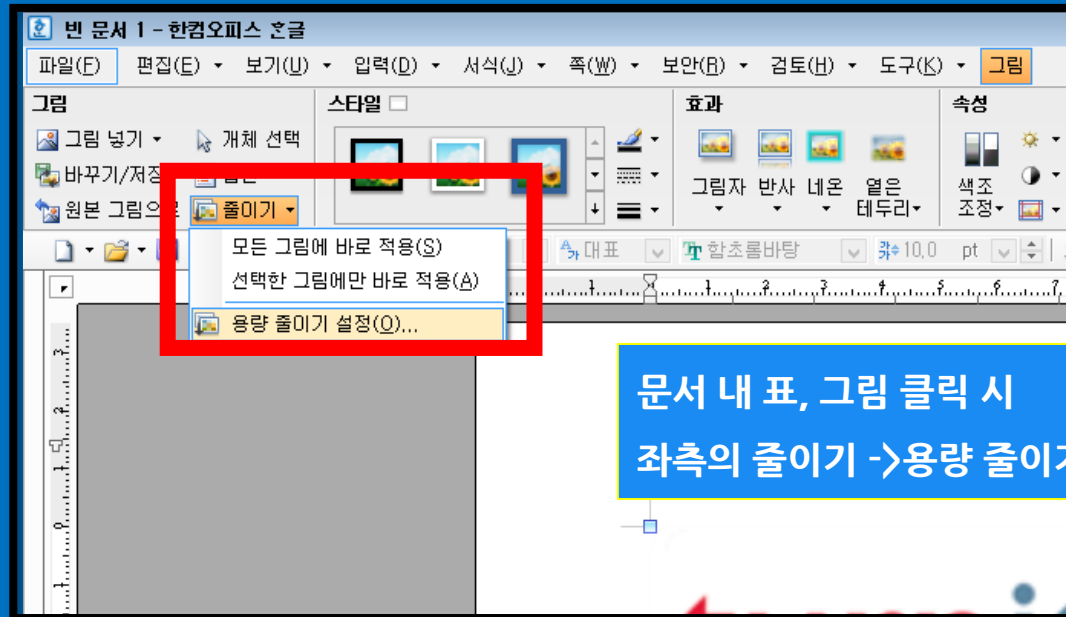 빈 문서 1 - 한컴오피스 흔글
파일(F) 편집(E) 보기(U) 입력(D) 서식(J) 쪽(W) 보안(R) 검토(H) 도구(K) 그림
그림 스타일 효과 속성
그림 넣기 개체 선택
바꾸기/저장
원본 그림으로 줄이기
그림자 반사 네온 옅은 테두리 색조 조정
모든 그림에 바로 적용(S)
선택한 그림에만 바로 적용(A)
용량 줄이기 설정(O)...
대표 함초롬바탕 10,0 pt
문서 내 표, 그림 클릭 시
좌측의 줄이기 ->용량 줄이기